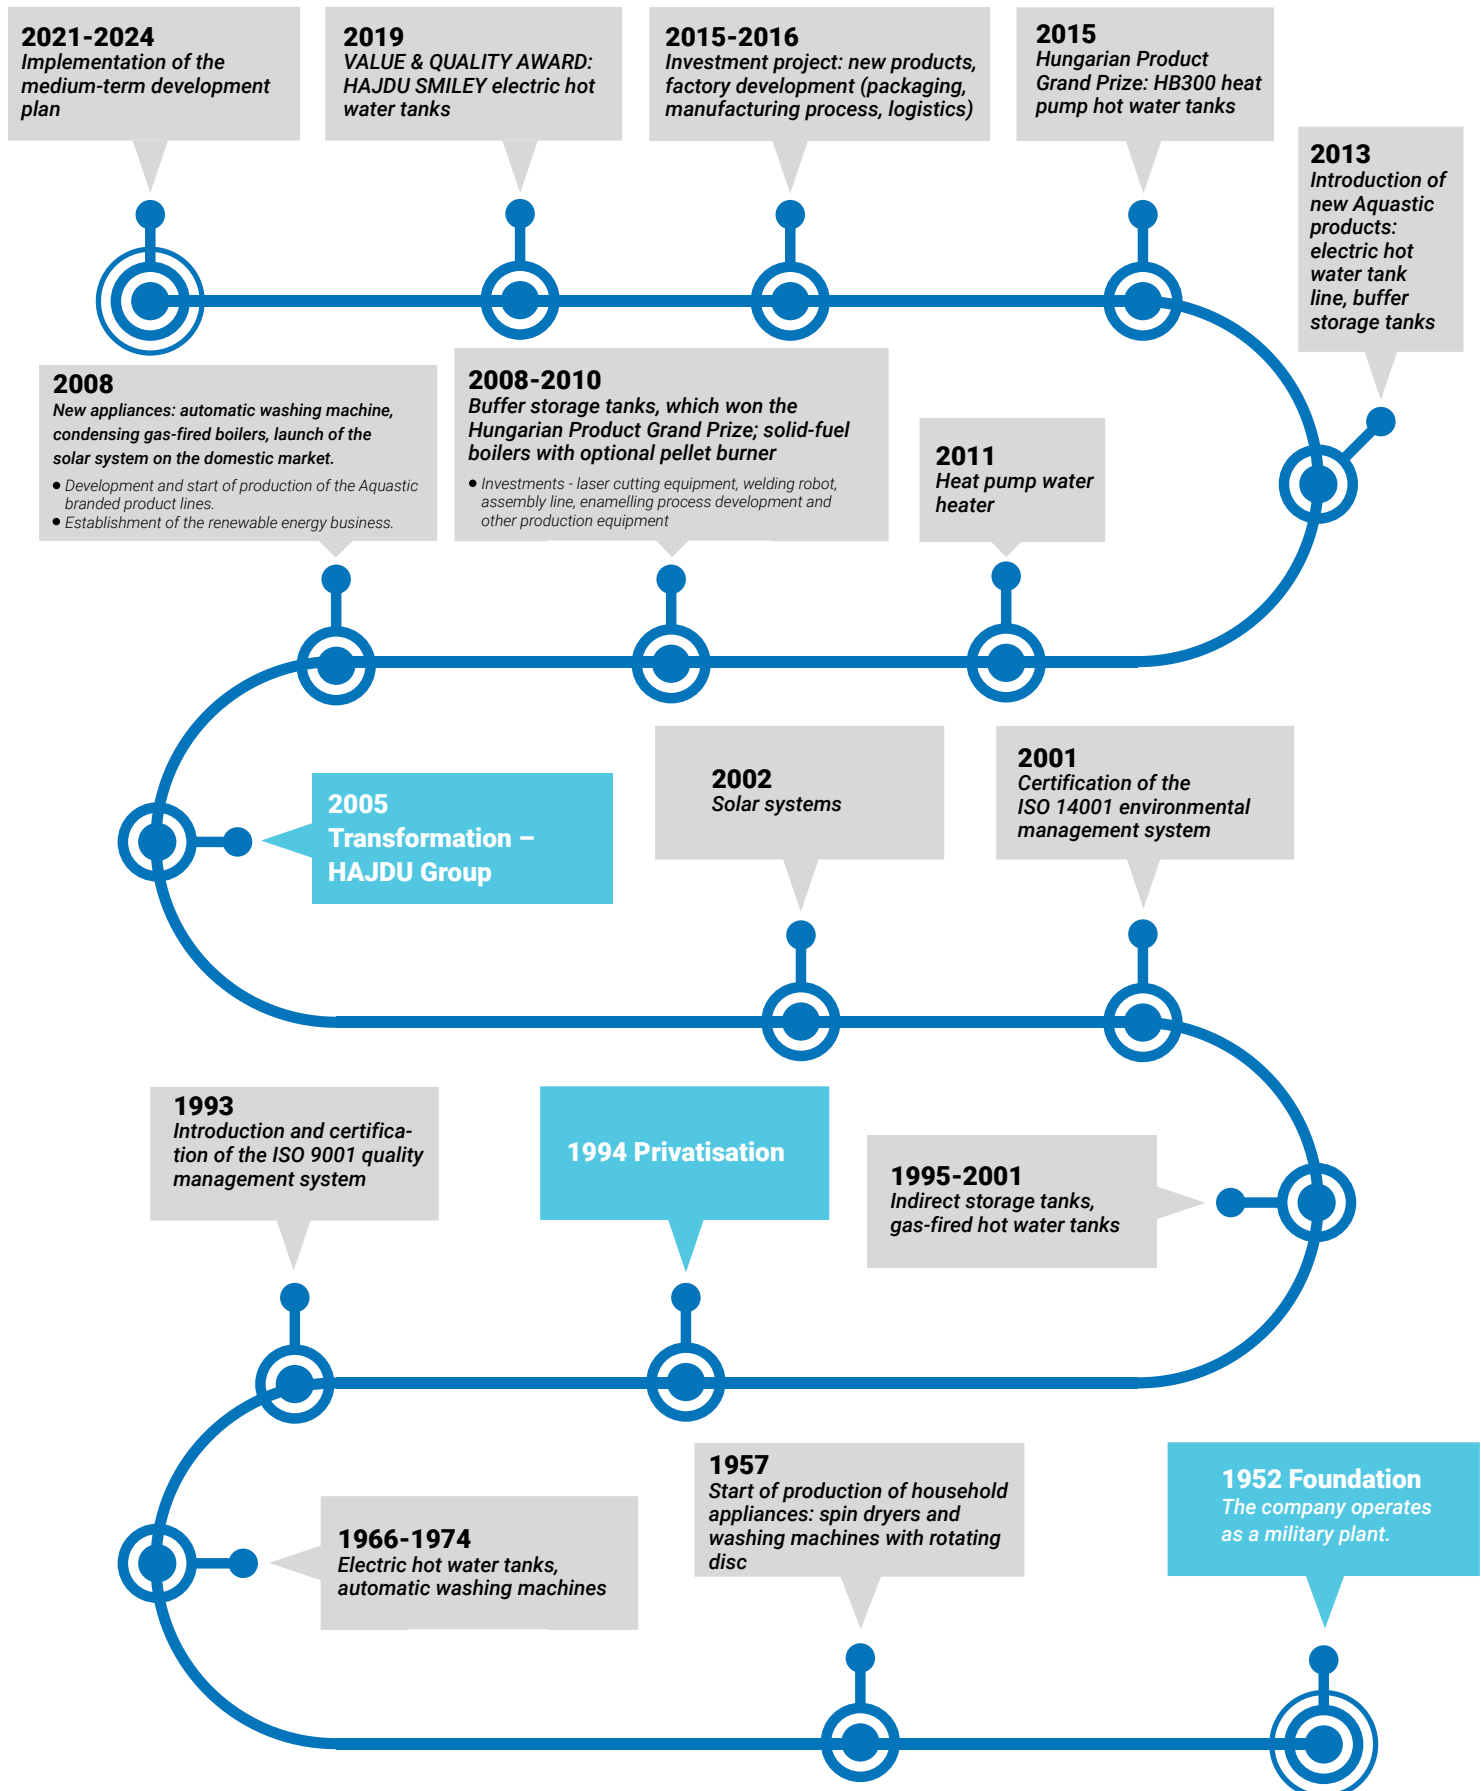 2021-2024
Implementation of the
medium-term development
plan
2019
VALUE & QUALITY AWARD:
HAJDU SMILEY electric hot
water tanks
2015-2016
Investment project: new products,
factory development (packaging,
manufacturing process, logistics)
2015
Hungarian Product
Grand Prize: HB300 heat
pump hot water tanks
2013
Introduction of
new Aquastic
products:
electric hot
water tank
line, buffer
storage tanks
2008
New appliances: automatic washing machine,
condensing gas-fired boilers, launch of the
solar system on the domestic market.
• Development and start of production of the Aquastic
branded product lines.
• Establishment of the renewable energy business.
2008-2010
Buffer storage tanks, which won the
Hungarian Product Grand Prize; solid-fuel
boilers with optional pellet burner
• Investments - laser cutting equipment, welding robot,
assembly line, enamelling process development and
other production equipment
2011
Heat pump water
heater
2005
Transformation –
HAJDU Group
2002
Solar systems
2001
Certification of the
ISO 14001 environmental
management system
1993
Introduction and certifica-
tion of the ISO 9001 quality
management system
1994 Privatisation
1995-2001
Indirect storage tanks,
gas-fired hot water tanks
1966-1974
Electric hot water tanks,
automatic washing machines
1957
Start of production of household
appliances: spin dryers and
washing machines with rotating
disc
1952 Foundation
The company operates
as a military plant.